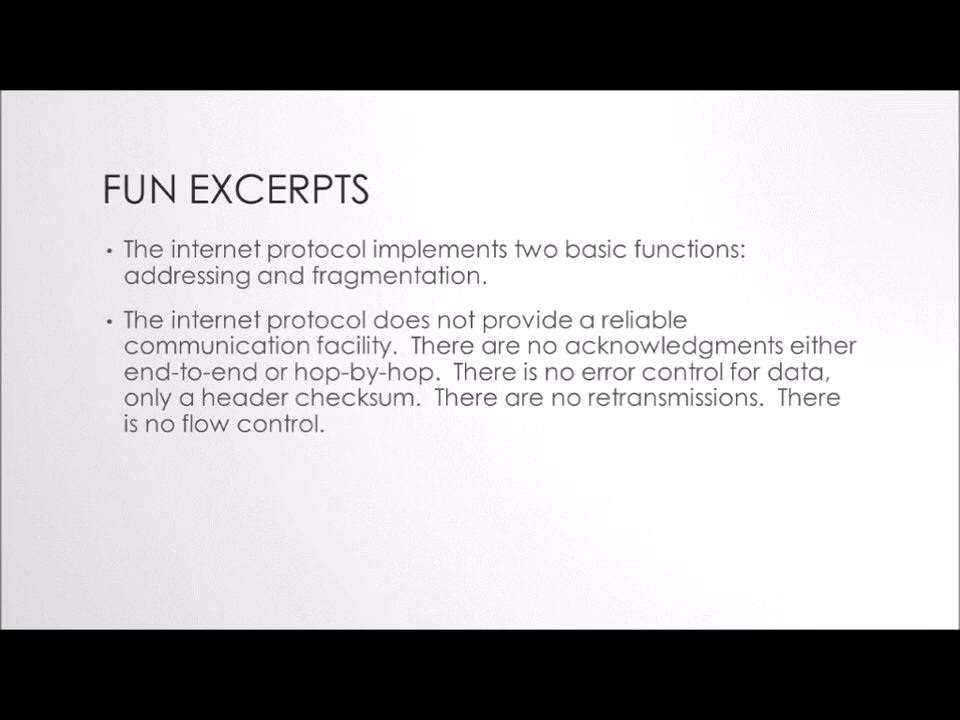 FUN EXCERPTS
• The internet protocol implements two basic functions:
addressing and fragmentation.
• The internet protocol does not provide a reliable
communication facility.  There are no acknowledgments either
end-to-end or hop-by-hop.  There is no error control for data,
only a header checksum.  There are no retransmissions.  There
is no flow control.